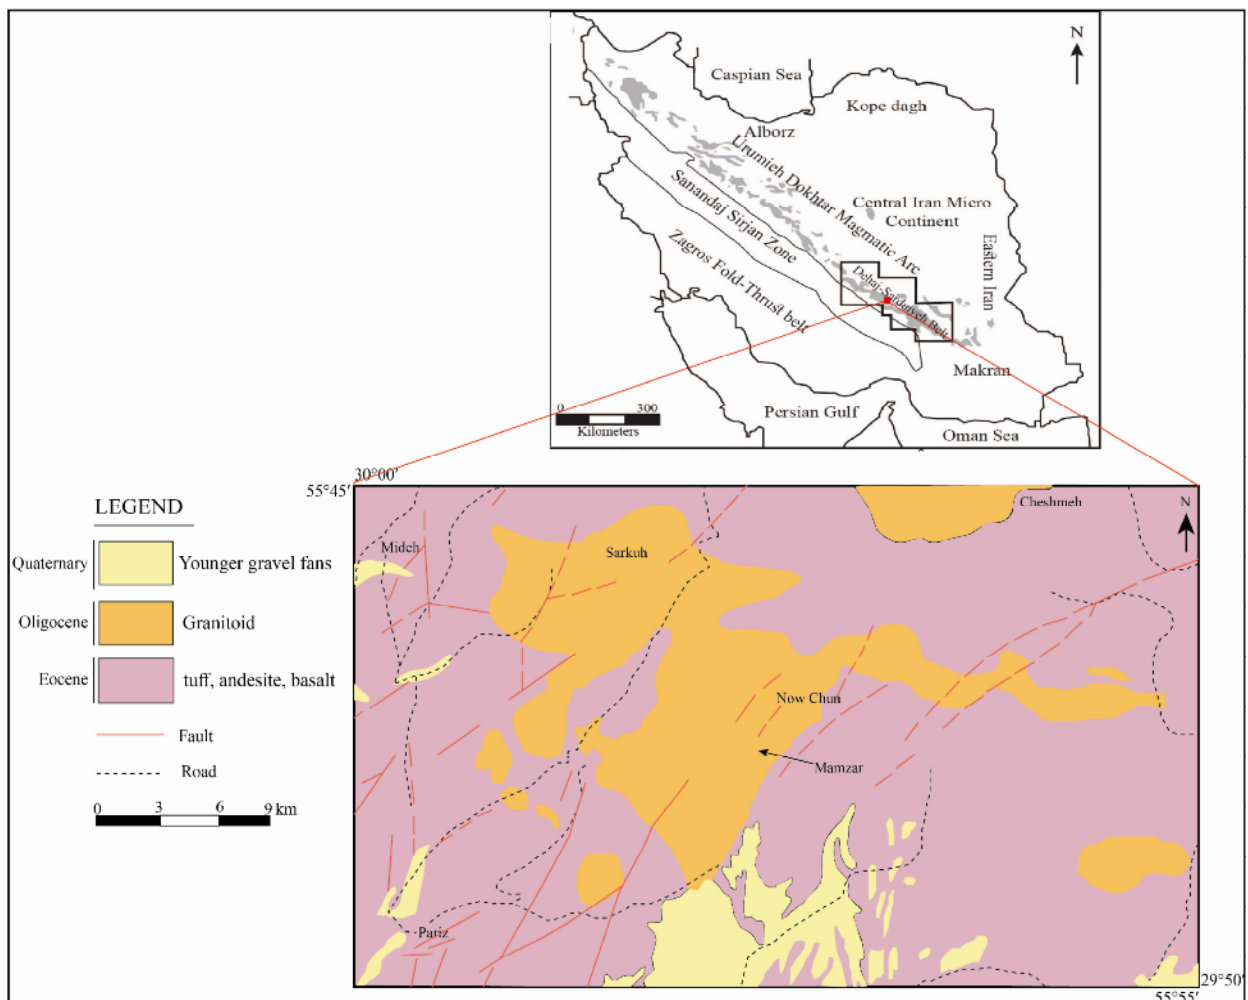 N
Caspian Sea
Kope dagh
Alborz
Urumieh Dokhtar Magmatic Arc
Sanandaj Sirjan Zone
Central Iran Micro
Continent
Zagros Fold-Thrust belt
Eastern Iran
Dehaj-Sarduiyeh Belt
Makran
0 300
Kilometers
Persian Gulf
Oman Sea
30°00'
55°45'
LEGEND
Quaternary Younger gravel fans
Oligocene Granitoid
Eocene tuff, andesite, basalt
Fault
Road
0 3 6 9 km
Cheshmeh
N
Mideh
Sarkuh
Now Chun
Mamzar
Pariz
29°50'
55°55'